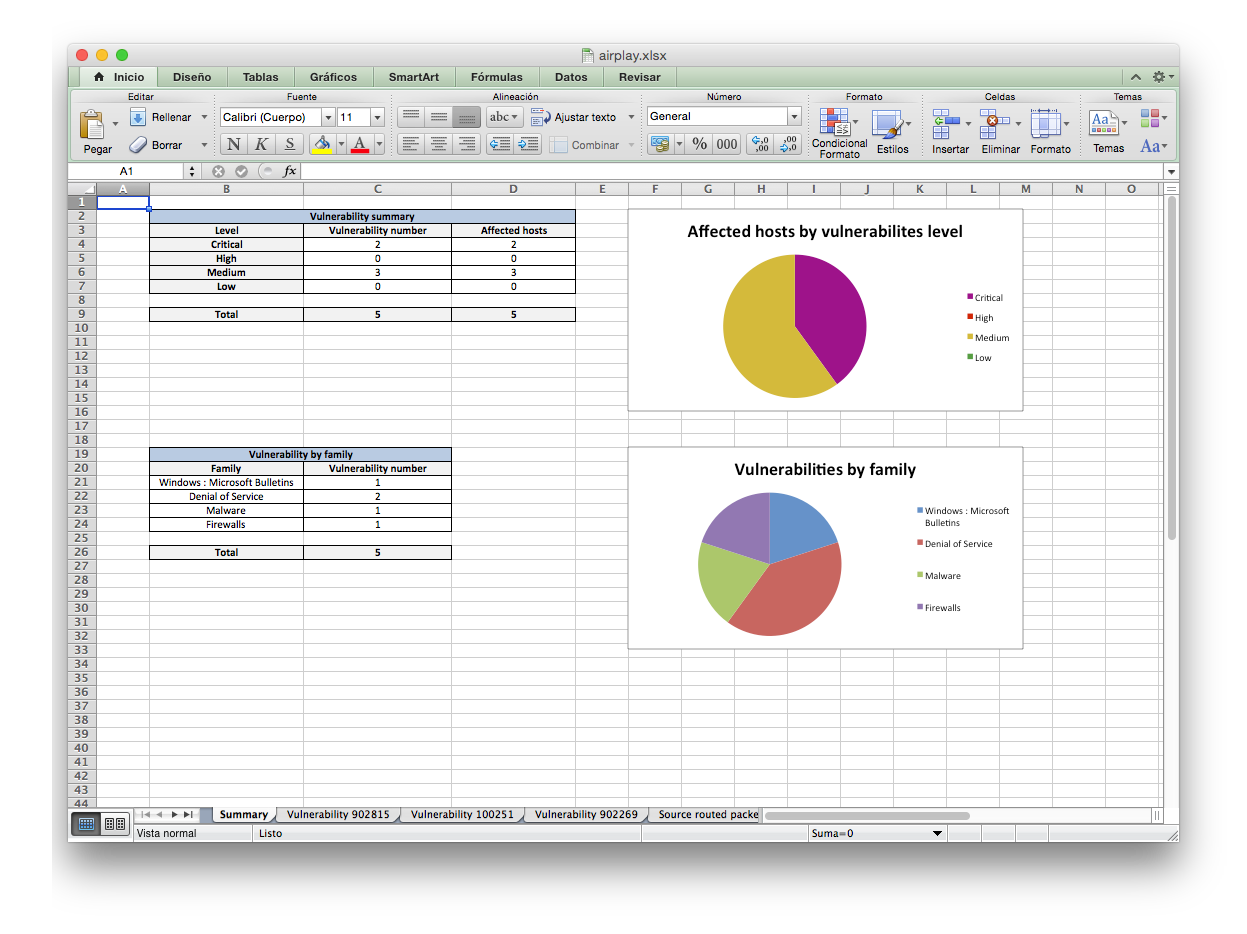 airplay.xlsx
Inicio Diseño Tablas Gráficos SmartArt Fórmulas Datos Revisar
Editar Fuente Alineación Número Formato Celdas Temas
Pegar Rellenar Borrar
Calibri (Cuerpo) 11
N K S A
abc Ajustar texto
Combinar
General
% 000 ,0 ,00 ,00 ,0
Condicional Formato Estilos
Insertar Eliminar Formato
Aa Temas Aa
A1 fx
A B C D E F G H I J K L M N O
1
2 Vulnerability summary
3 Level Vulnerability number Affected hosts
4 Critical 2 2
5 High 0 0
6 Medium 3 3
7 Low 0 0
8
9 Total 5 5
10
11
12
13
14
15
16
17
18
19 Vulnerability by family
20 Family Vulnerability number
21 Windows : Microsoft Bulletins 1
22 Denial of Service 2
23 Malware 1
24 Firewalls 1
25
26 Total 5
27
28
29
30
31
32
33
34
35
36
37
38
39
40
41
42
43
44
Affected hosts by vulnerabilites level
Critical
High
Medium
Low
Vulnerabilities by family
Windows : Microsoft
Bulletins
Denial of Service
Malware
Firewalls
Summary Vulnerability 902815 Vulnerability 100251 Vulnerability 902269 Source routed packe
Vista normal Listo Suma=0